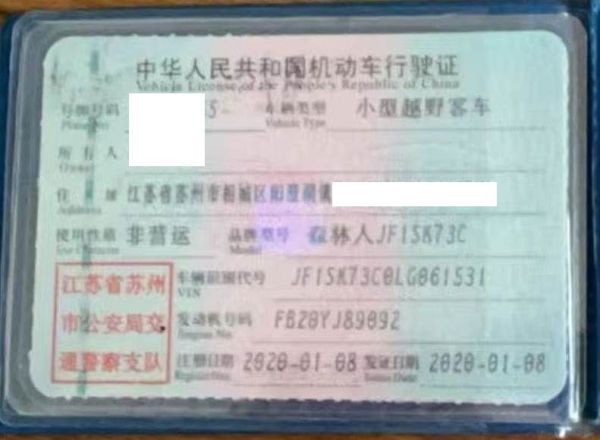 中华人民共和国机动车行驶证
Vehicle License of the People's Republic of China
号牌号码 5 车辆类型 小型越野客车
Plate No. Vehicle Type
所有人
Owner
住址 江苏省苏州市相城区阳澄湖镇
Address
使用性质 非营运 品牌型号 森林人JF1SK73C
Use Character Model
江苏省苏州 车辆识别代号 JF1SK73C0LG061531
VIN
市公安局交 发动机号码 FB20YJ89092
Engine No.
通警察支队 注册日期 2020-01-08 发证日期 2020-01-08
Register Date Issue Date